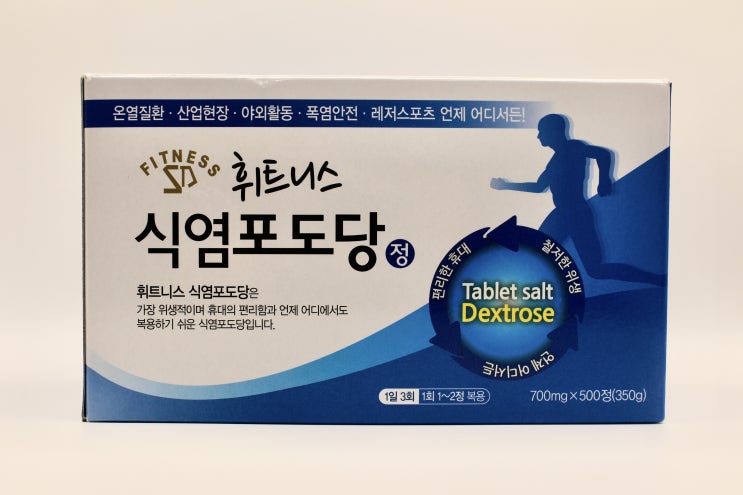 온열질환 · 산업현장 · 야외활동 · 폭염안전 · 레저스포츠 언제 어디서든!
FITNESS
휘트니스
식염포도당 정
휘트니스 식염포도당은
가장 위생적이며 휴대의 편리함과 언제 어디에서도
복용하기 쉬운 식염포도당입니다.
편리한 휴대
철저한 위생
언제 어디서든
Tablet salt
Dextrose
1일 3회 1회 1~2정 복용
700mg×500정(350g)